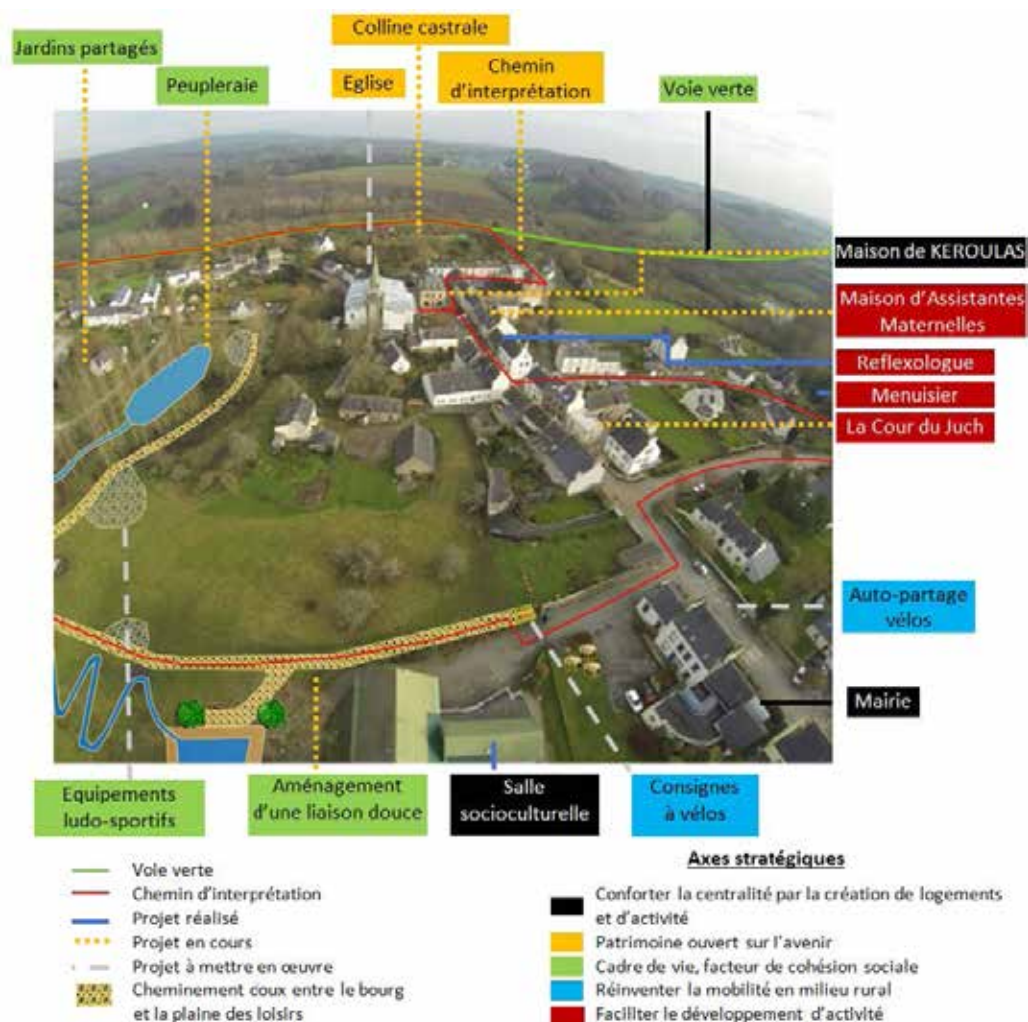 Colline castrale
Jardins partagés
Peupleraie
Eglise
Chemin
d'interprétation
Voie verte
Maison de KEROULAS
Maison d'Assistantes
Maternelles
Reflexologue
Menuisier
La Cour du Juch
Auto-partage
vélos
Mairie
Equipements
ludo-sportifs
Aménagement
d'une liaison douce
Salle
socioculturelle
Consignes
à vélos
Voie verte
Chemin d'interprétation
Projet réalisé
Projet en cours
Projet à mettre en œuvre
Cheminement doux entre le bourg
et la plaine des loisirs
Axes stratégiques
Conforter la centralité par la création de logements
et d'activité
Patrimoine ouvert sur l'avenir
Cadre de vie, facteur de cohésion sociale
Réinventer la mobilité en milieu rural
Faciliter le développement d'activité